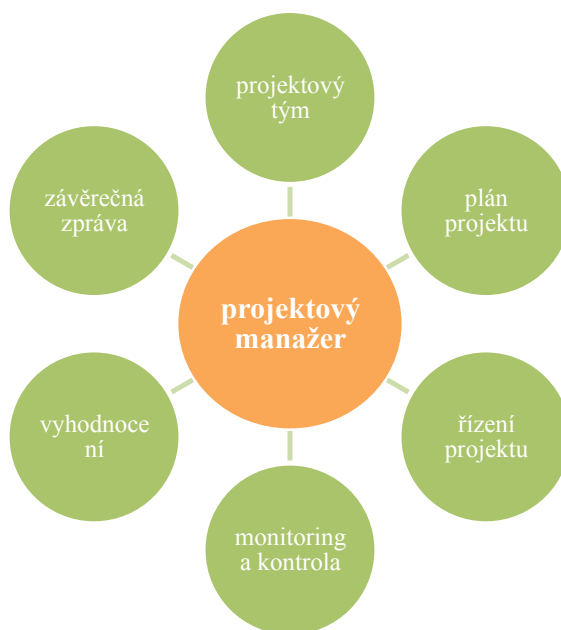 projektový
tým
plán
projektu
řízení
projektu
monitoring
a kontrola
vyhodnoce
ní
závěrečná
zpráva
projektový
manažer